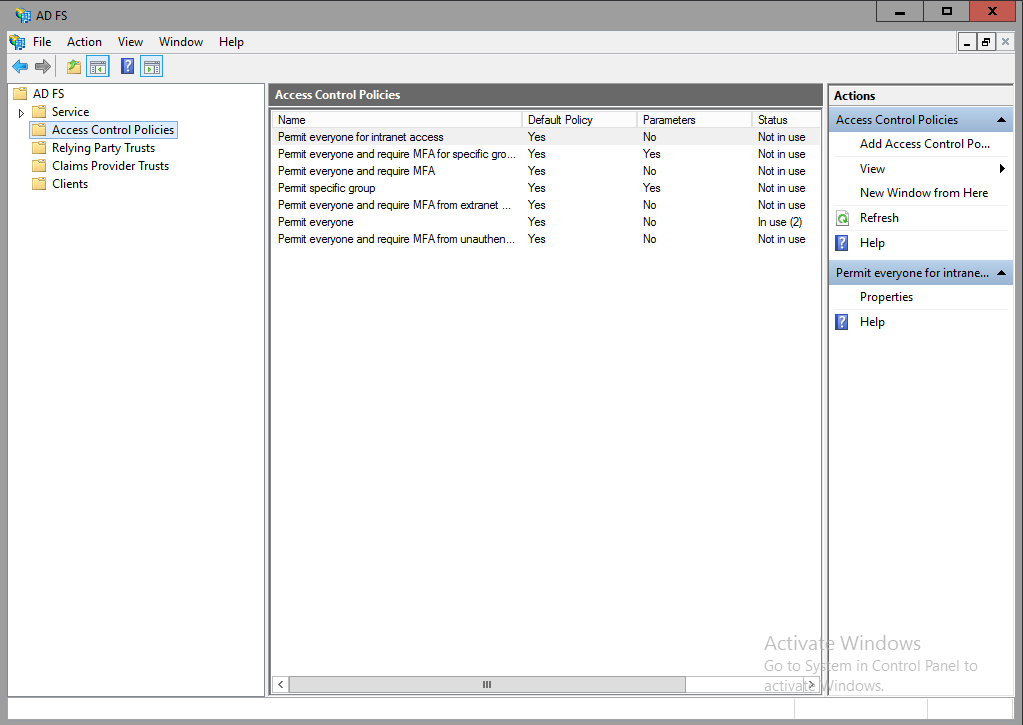 AD FS
File Action View Window Help
AD FS
Service
Access Control Policies
Relying Party Trusts
Claims Provider Trusts
Clients
Access Control Policies
Name Default Policy Parameters Status
Permit everyone for intranet access Yes No Not in use
Permit everyone and require MFA for specific gro... Yes Yes Not in use
Permit everyone and require MFA Yes No Not in use
Permit specific group Yes Yes Not in use
Permit everyone and require MFA from extranet ... Yes No Not in use
Permit everyone Yes No In use (2)
Permit everyone and require MFA from unauthen... Yes No Not in use
Actions
Access Control Policies
Add Access Control Po...
View
New Window from Here
Refresh
Help
Permit everyone for intrane...
Properties
Help
Activate Windows
Go to System in Control Panel to
activate Windows.